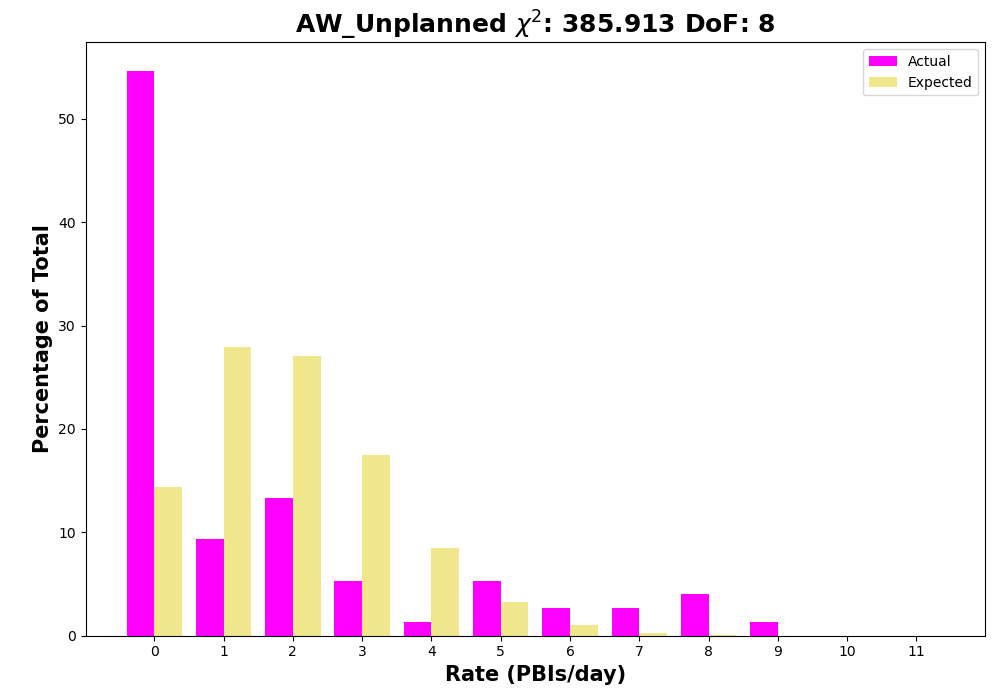 AW_Unplanned χ²: 385.913 DoF: 8
Actual
Expected
Percentage of Total
50
40
30
20
10
0
0 1 2 3 4 5 6 7 8 9 10 11
Rate (PBIs/day)